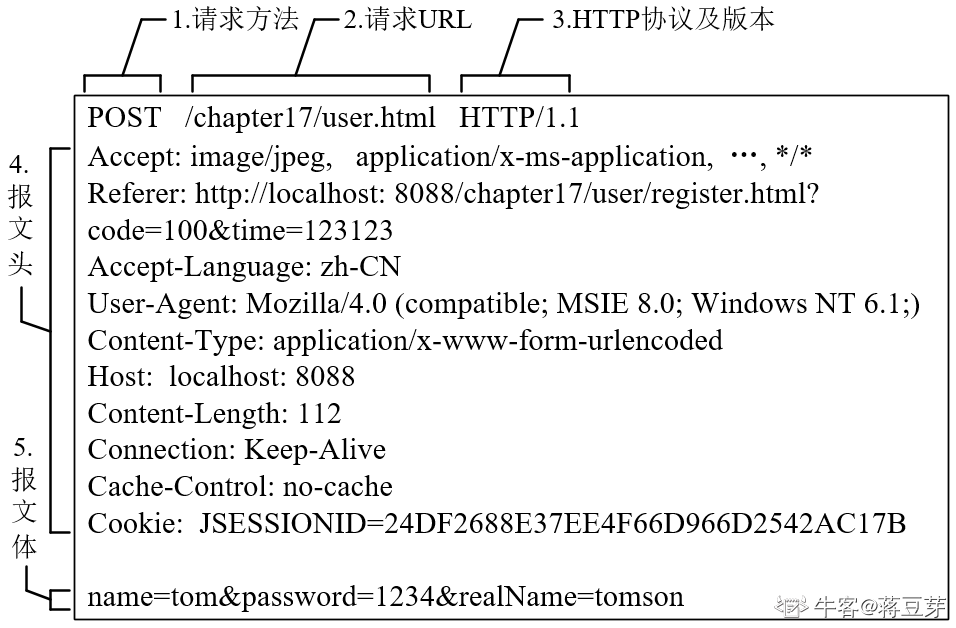 1.请求方法 2.请求URL 3.HTTP协议及版本
POST /chapter17/user.html HTTP/1.1
4.报文头
Accept: image/jpeg, application/x-ms-application, …, */*
Referer: http://localhost: 8088/chapter17/user/register.html?
code=100&time=123123
Accept-Language: zh-CN
User-Agent: Mozilla/4.0 (compatible; MSIE 8.0; Windows NT 6.1;)
Content-Type: application/x-www-form-urlencoded
Host: localhost: 8088
Content-Length: 112
Connection: Keep-Alive
Cache-Control: no-cache
Cookie: JSESSIONID=24DF2688E37EE4F66D966D2542AC17B
5.报文体
name=tom&password=1234&realName=tomson
牛客@蒋豆芽